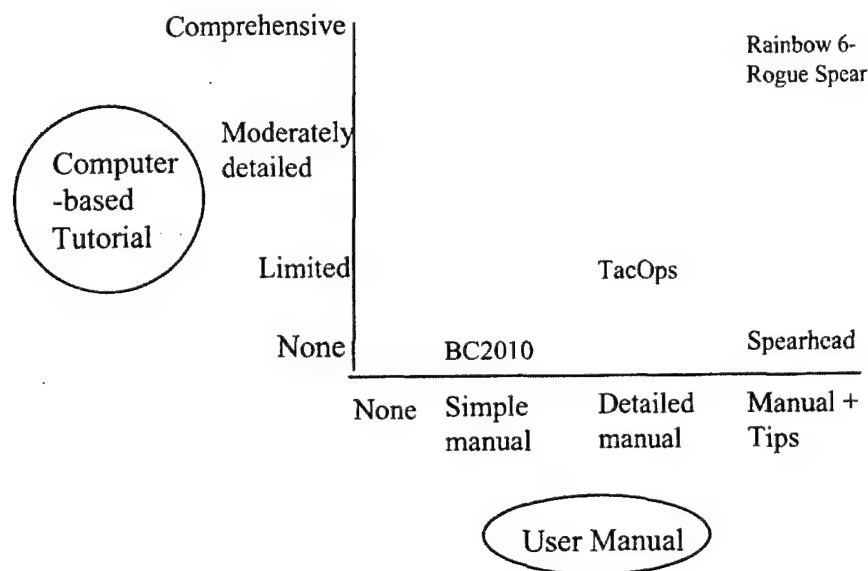 Comprehensive
Rainbow 6-
Rogue Spear
Moderately
detailed
Computer
-based
Tutorial
Limited
TacOps
None
BC2010
Spearhead
None
Simple
manual
Detailed
manual
Manual +
Tips
User Manual